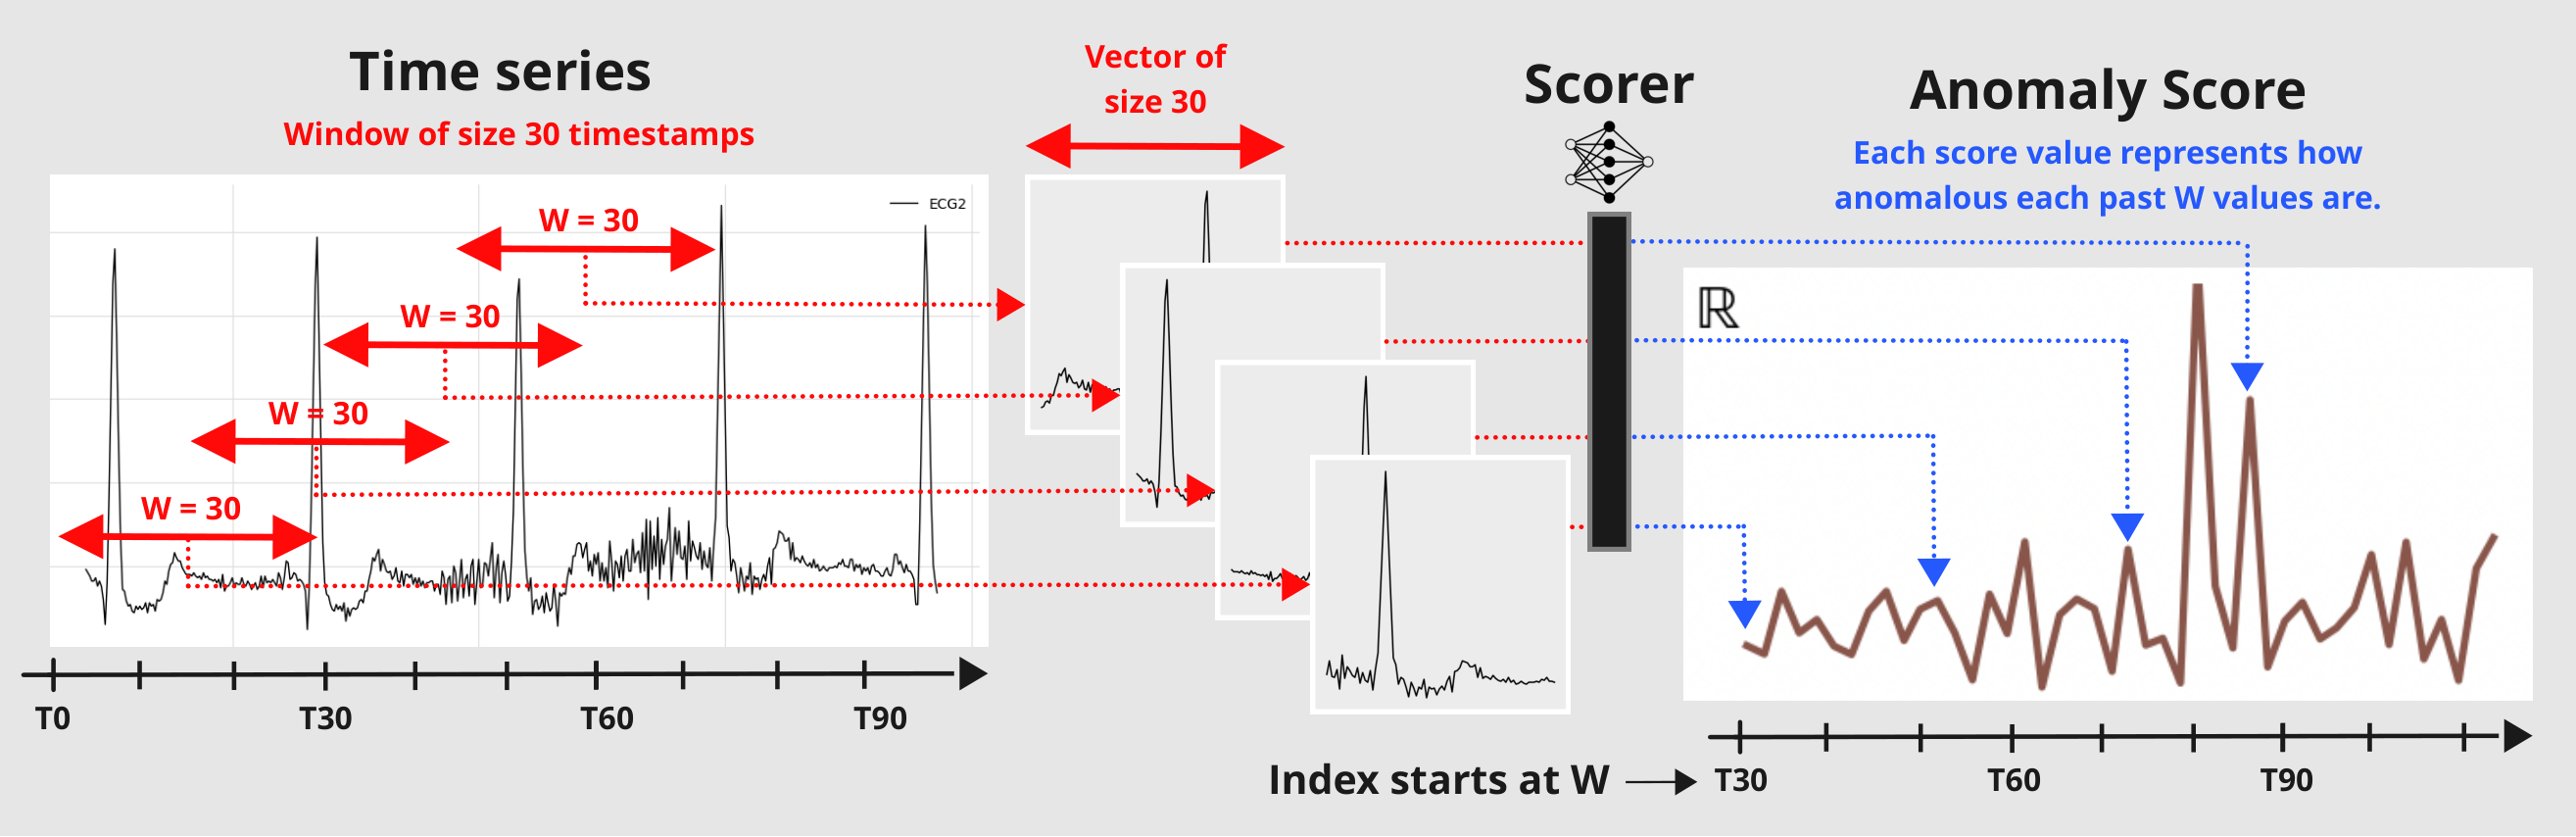 Time series
Window of size 30 timestamps
ECG2
W = 30
W = 30
W = 30
W = 30
T0
T30
T60
T90
Vector of
size 30
Scorer
Anomaly Score
Each score value represents how
anomalous each past W values are.
ℝ
Index starts at W
T30
T60
T90